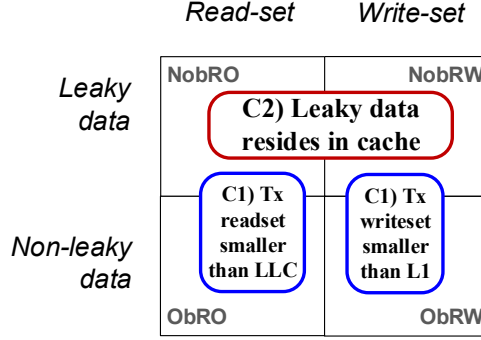 Read-set Write-set
NobRO NobRW
Leaky
data
C2) Leaky data
resides in cache
C1) Tx
readset
smaller
than LLC
C1) Tx
writeset
smaller
than L1
Non-leaky
data
ObRO ObRW